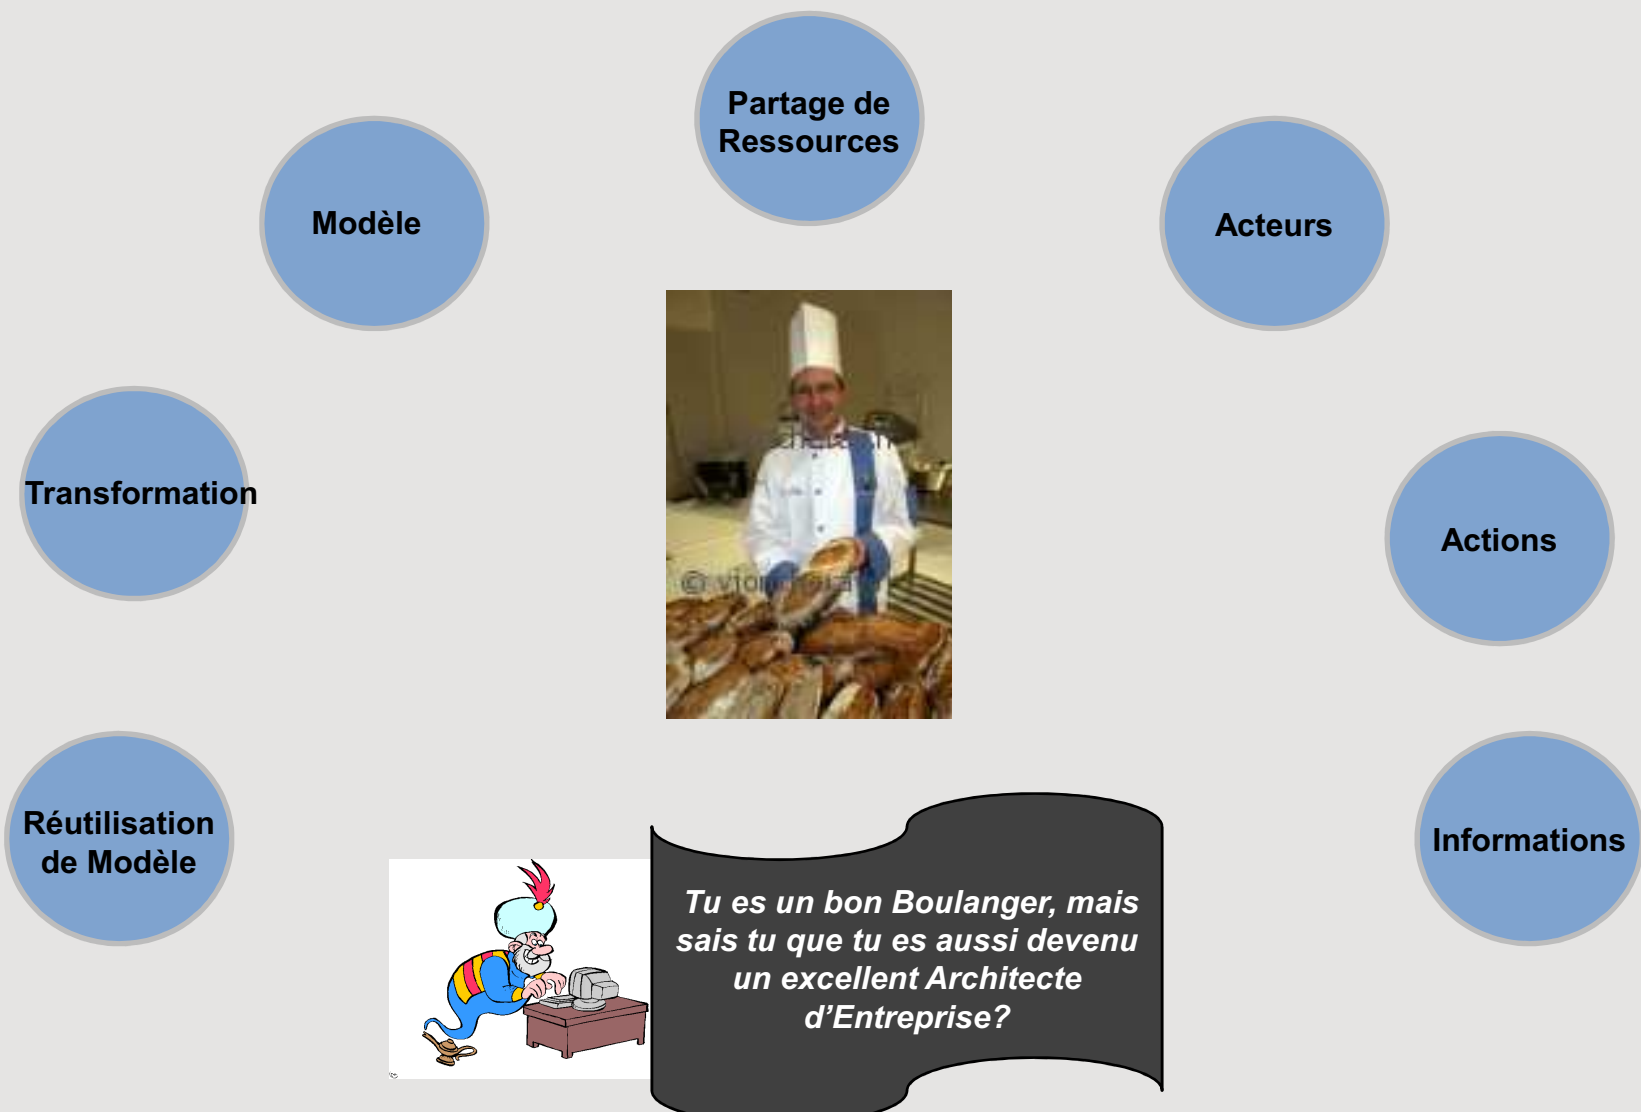 Partage de
Ressources
Modèle
Acteurs
Transformation
Actions
Réutilisation
de Modèle
Informations
Tu es un bon Boulanger, mais
sais tu que tu es aussi devenu
un excellent Architecte
d’Entreprise?